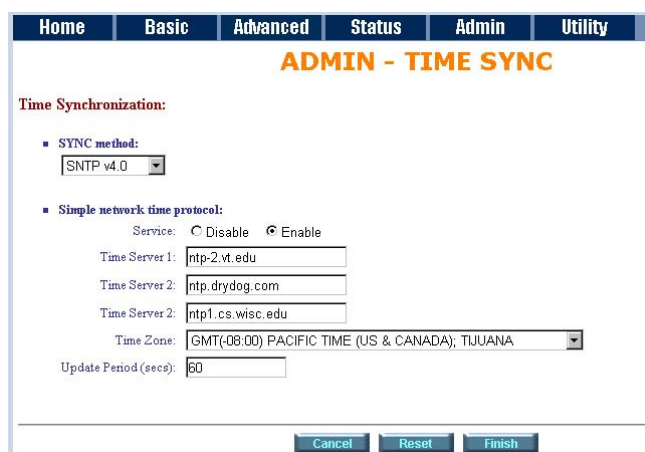 Home Basic Advanced Status Admin Utility
ADMIN - TIME SYNC
Time Synchronization:
SYNC method:
SNTP v4.0
Simple network time protocol:
Service: Disable Enable
Time Server 1: ntp-2.vt.edu
Time Server 2: ntp.drydog.com
Time Server 2: ntp1.cs.wisc.edu
Time Zone: GMT(-08:00) PACIFIC TIME (US & CANADA); TIJUANA
Update Period (secs): 60
Cancel Reset Finish